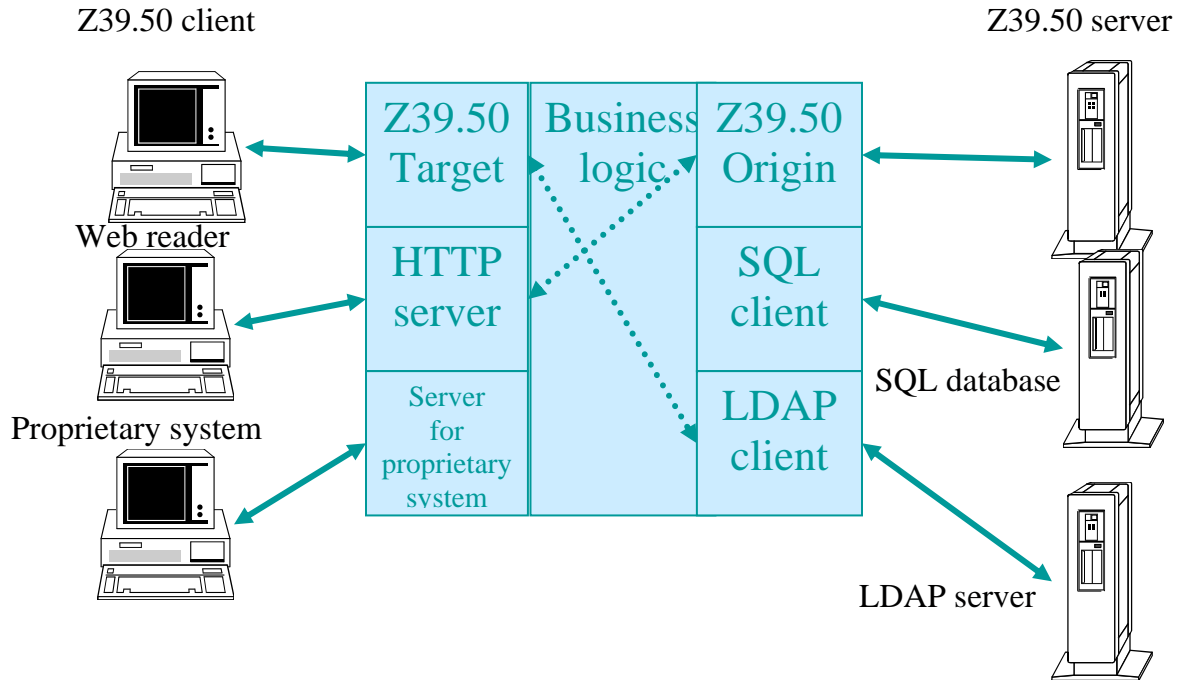 Z39.50 client
Z39.50 server
Z39.50
Target
Business
logic
Z39.50
Origin
Web reader
HTTP
server
SQL
client
SQL database
Proprietary system
Server
for
proprietary
system
LDAP
client
LDAP server